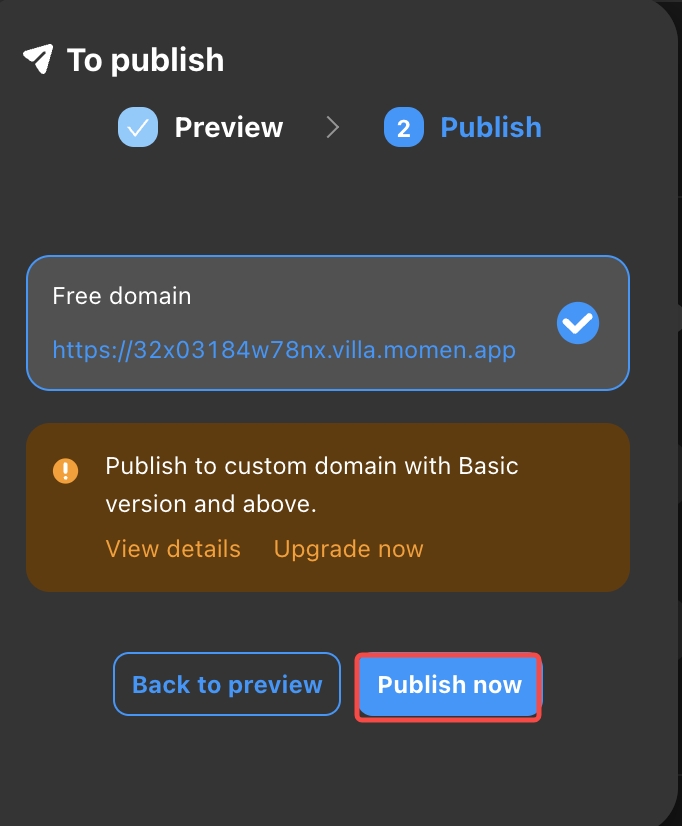 To publish
Preview
2 Publish
Free domain
https://32x03184w78nx.villa.momen.app
Publish to custom domain with Basic
version and above.
View details Upgrade now
Back to preview Publish now